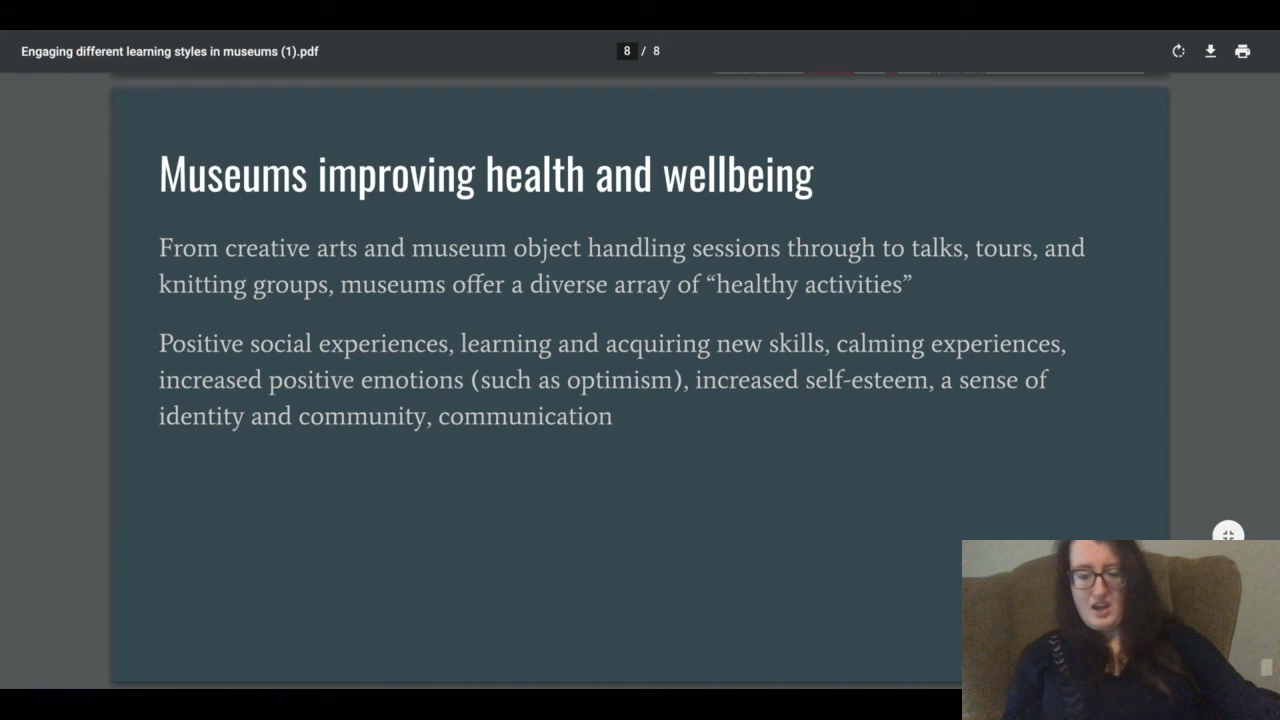 Engaging different learning styles in museums (1).pdf
8 / 8
Museums improving health and wellbeing
From creative arts and museum object handling sessions through to talks, tours, and
knitting groups, museums offer a diverse array of “healthy activities”
Positive social experiences, learning and acquiring new skills, calming experiences,
increased positive emotions (such as optimism), increased self-esteem, a sense of
identity and community, communication